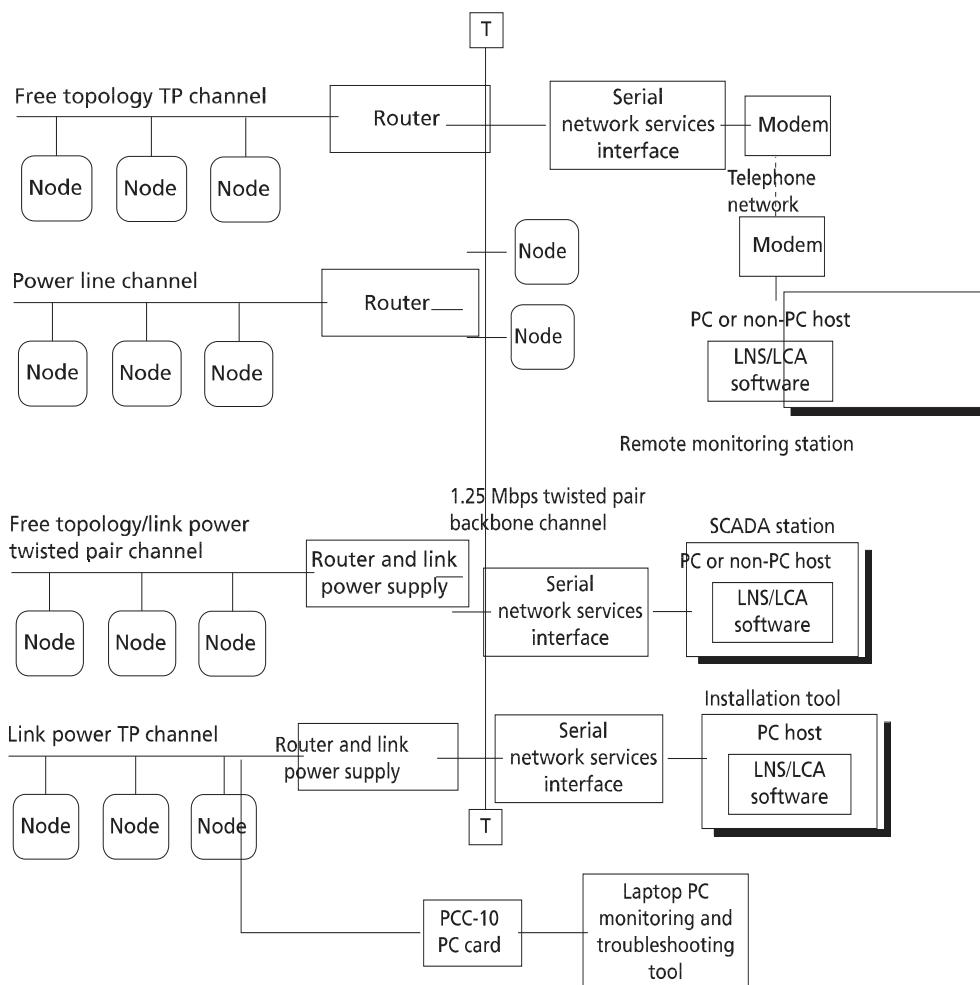 T
Free topology TP channel
Router
Serial
network services
interface
Modem
Node
Node
Node
Telephone
network
Modem
Node
Power line channel
Router
Node
PC or non-PC host
LNS/LCA
software
Node
Node
Node
Remote monitoring station
1.25 Mbps twisted pair
backbone channel
Free topology/link power
twisted pair channel
Router and link
power supply
Serial
network services
interface
SCADA station
PC or non-PC host
LNS/LCA
software
Node
Node
Node
Installation tool
Link power TP channel
Router and link
power supply
Serial
network services
interface
PC host
LNS/LCA
software
Node
Node
Node
T
PCC-10
PC card
Laptop PC
monitoring and
troubleshooting
tool